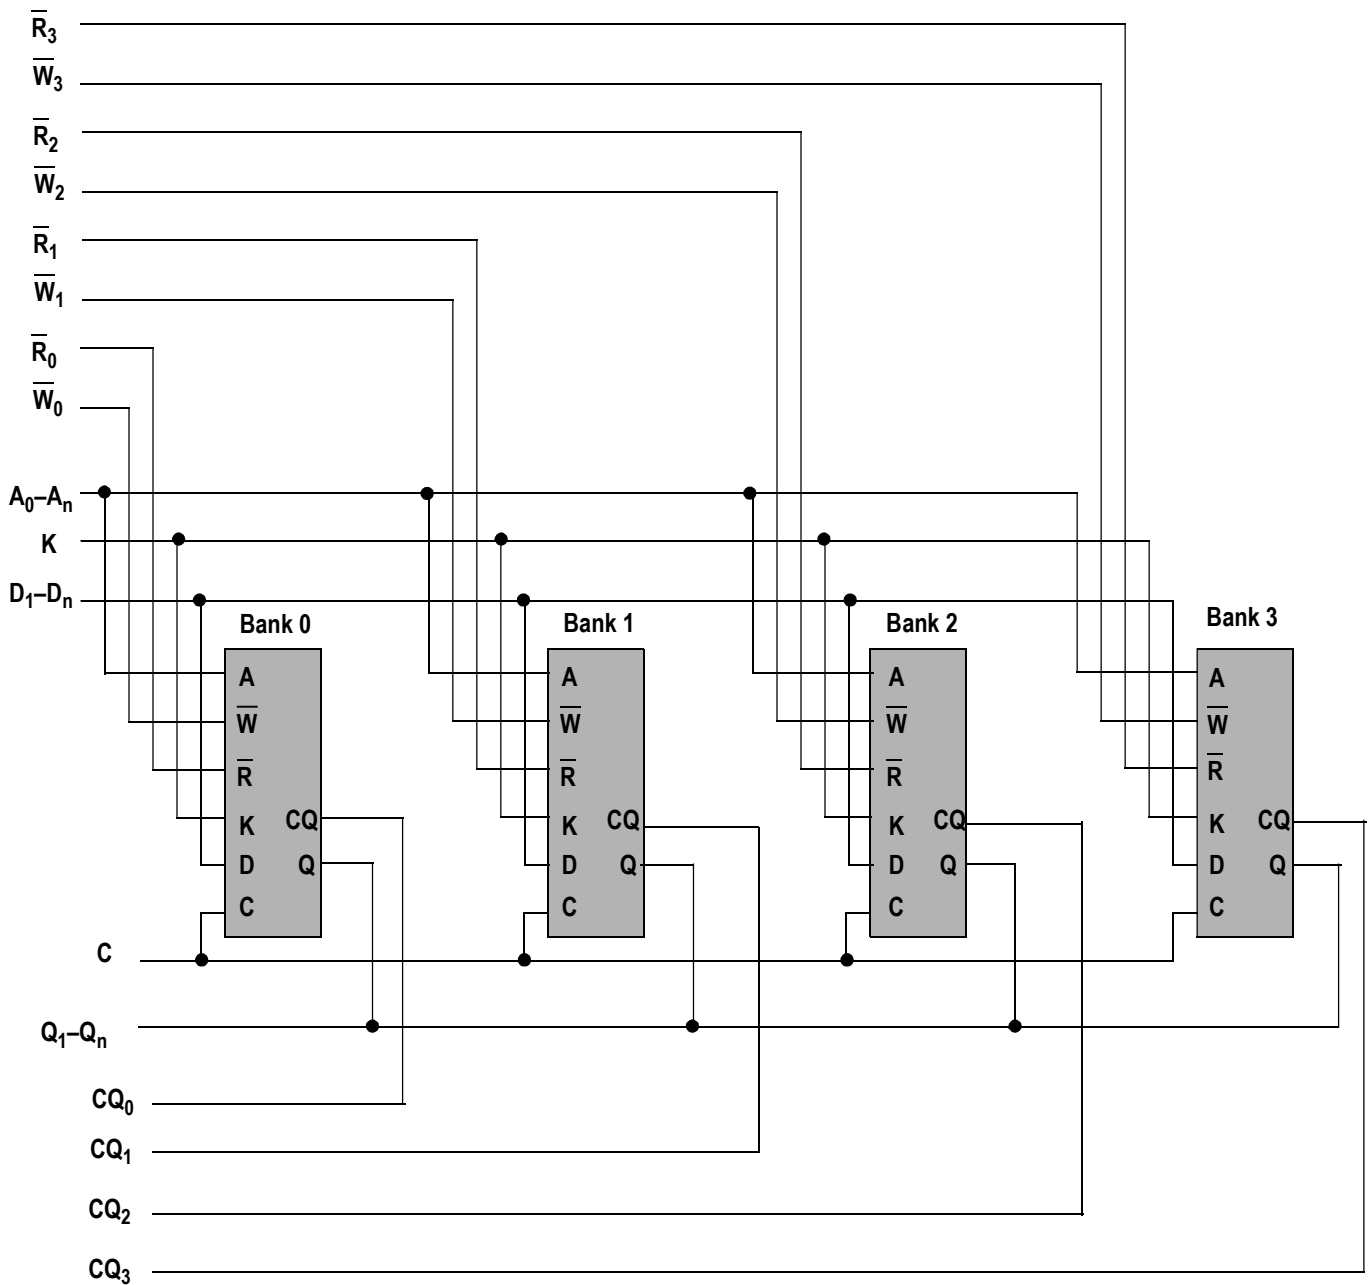 R̅₃
W̅₃
R̅₂
W̅₂
R̅₁
W̅₁
R̅₀
W̅₀
A₀–Aₙ
K
D₁–Dₙ
Bank 0
Bank 1
Bank 2
Bank 3
A
W̅
R̅
K
CQ
D
Q
C
A
W̅
R̅
K
CQ
D
Q
C
A
W̅
R̅
K
CQ
D
Q
C
A
W̅
R̅
K
CQ
D
Q
C
C
Q₁–Qₙ
CQ₀
CQ₁
CQ₂
CQ₃